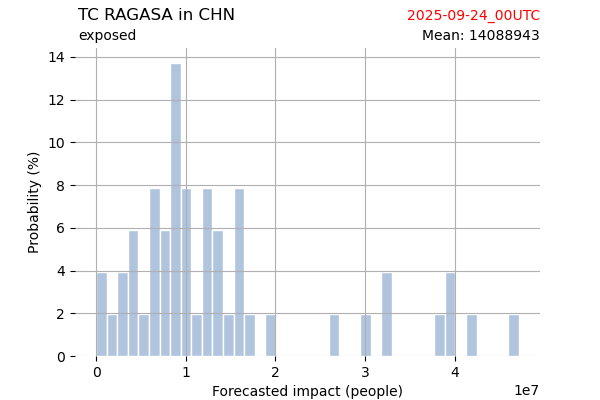 TC RAGASA in CHN
2025-09-24_00UTC
exposed
Mean: 14088943
14
12
10
8
6
4
2
0
Probability (%)
0 1 2 3 4
1e7
Forecasted impact (people)